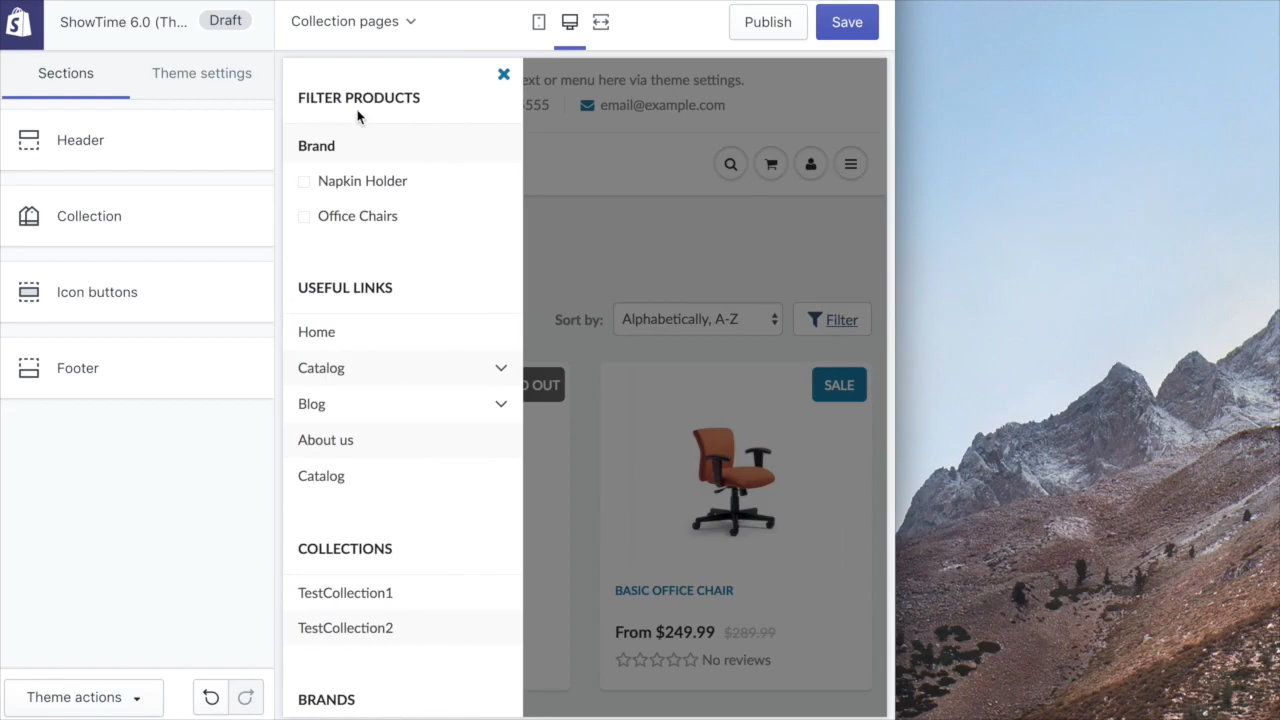 ShowTime 6.0 (Th...
Draft
Collection pages
Publish
Save
Sections
Theme settings
Header
Collection
Icon buttons
Footer
Theme actions
FILTER PRODUCTS
Brand
Napkin Holder
Office Chairs
USEFUL LINKS
Home
Catalog
Blog
About us
Catalog
COLLECTIONS
TestCollection1
TestCollection2
BRANDS
ext or menu here via theme settings.
5555
email@example.com
Sort by:
Alphabetically, A-Z
Filter
D OUT
SALE
BASIC OFFICE CHAIR
From $249.99 $289.99
No reviews